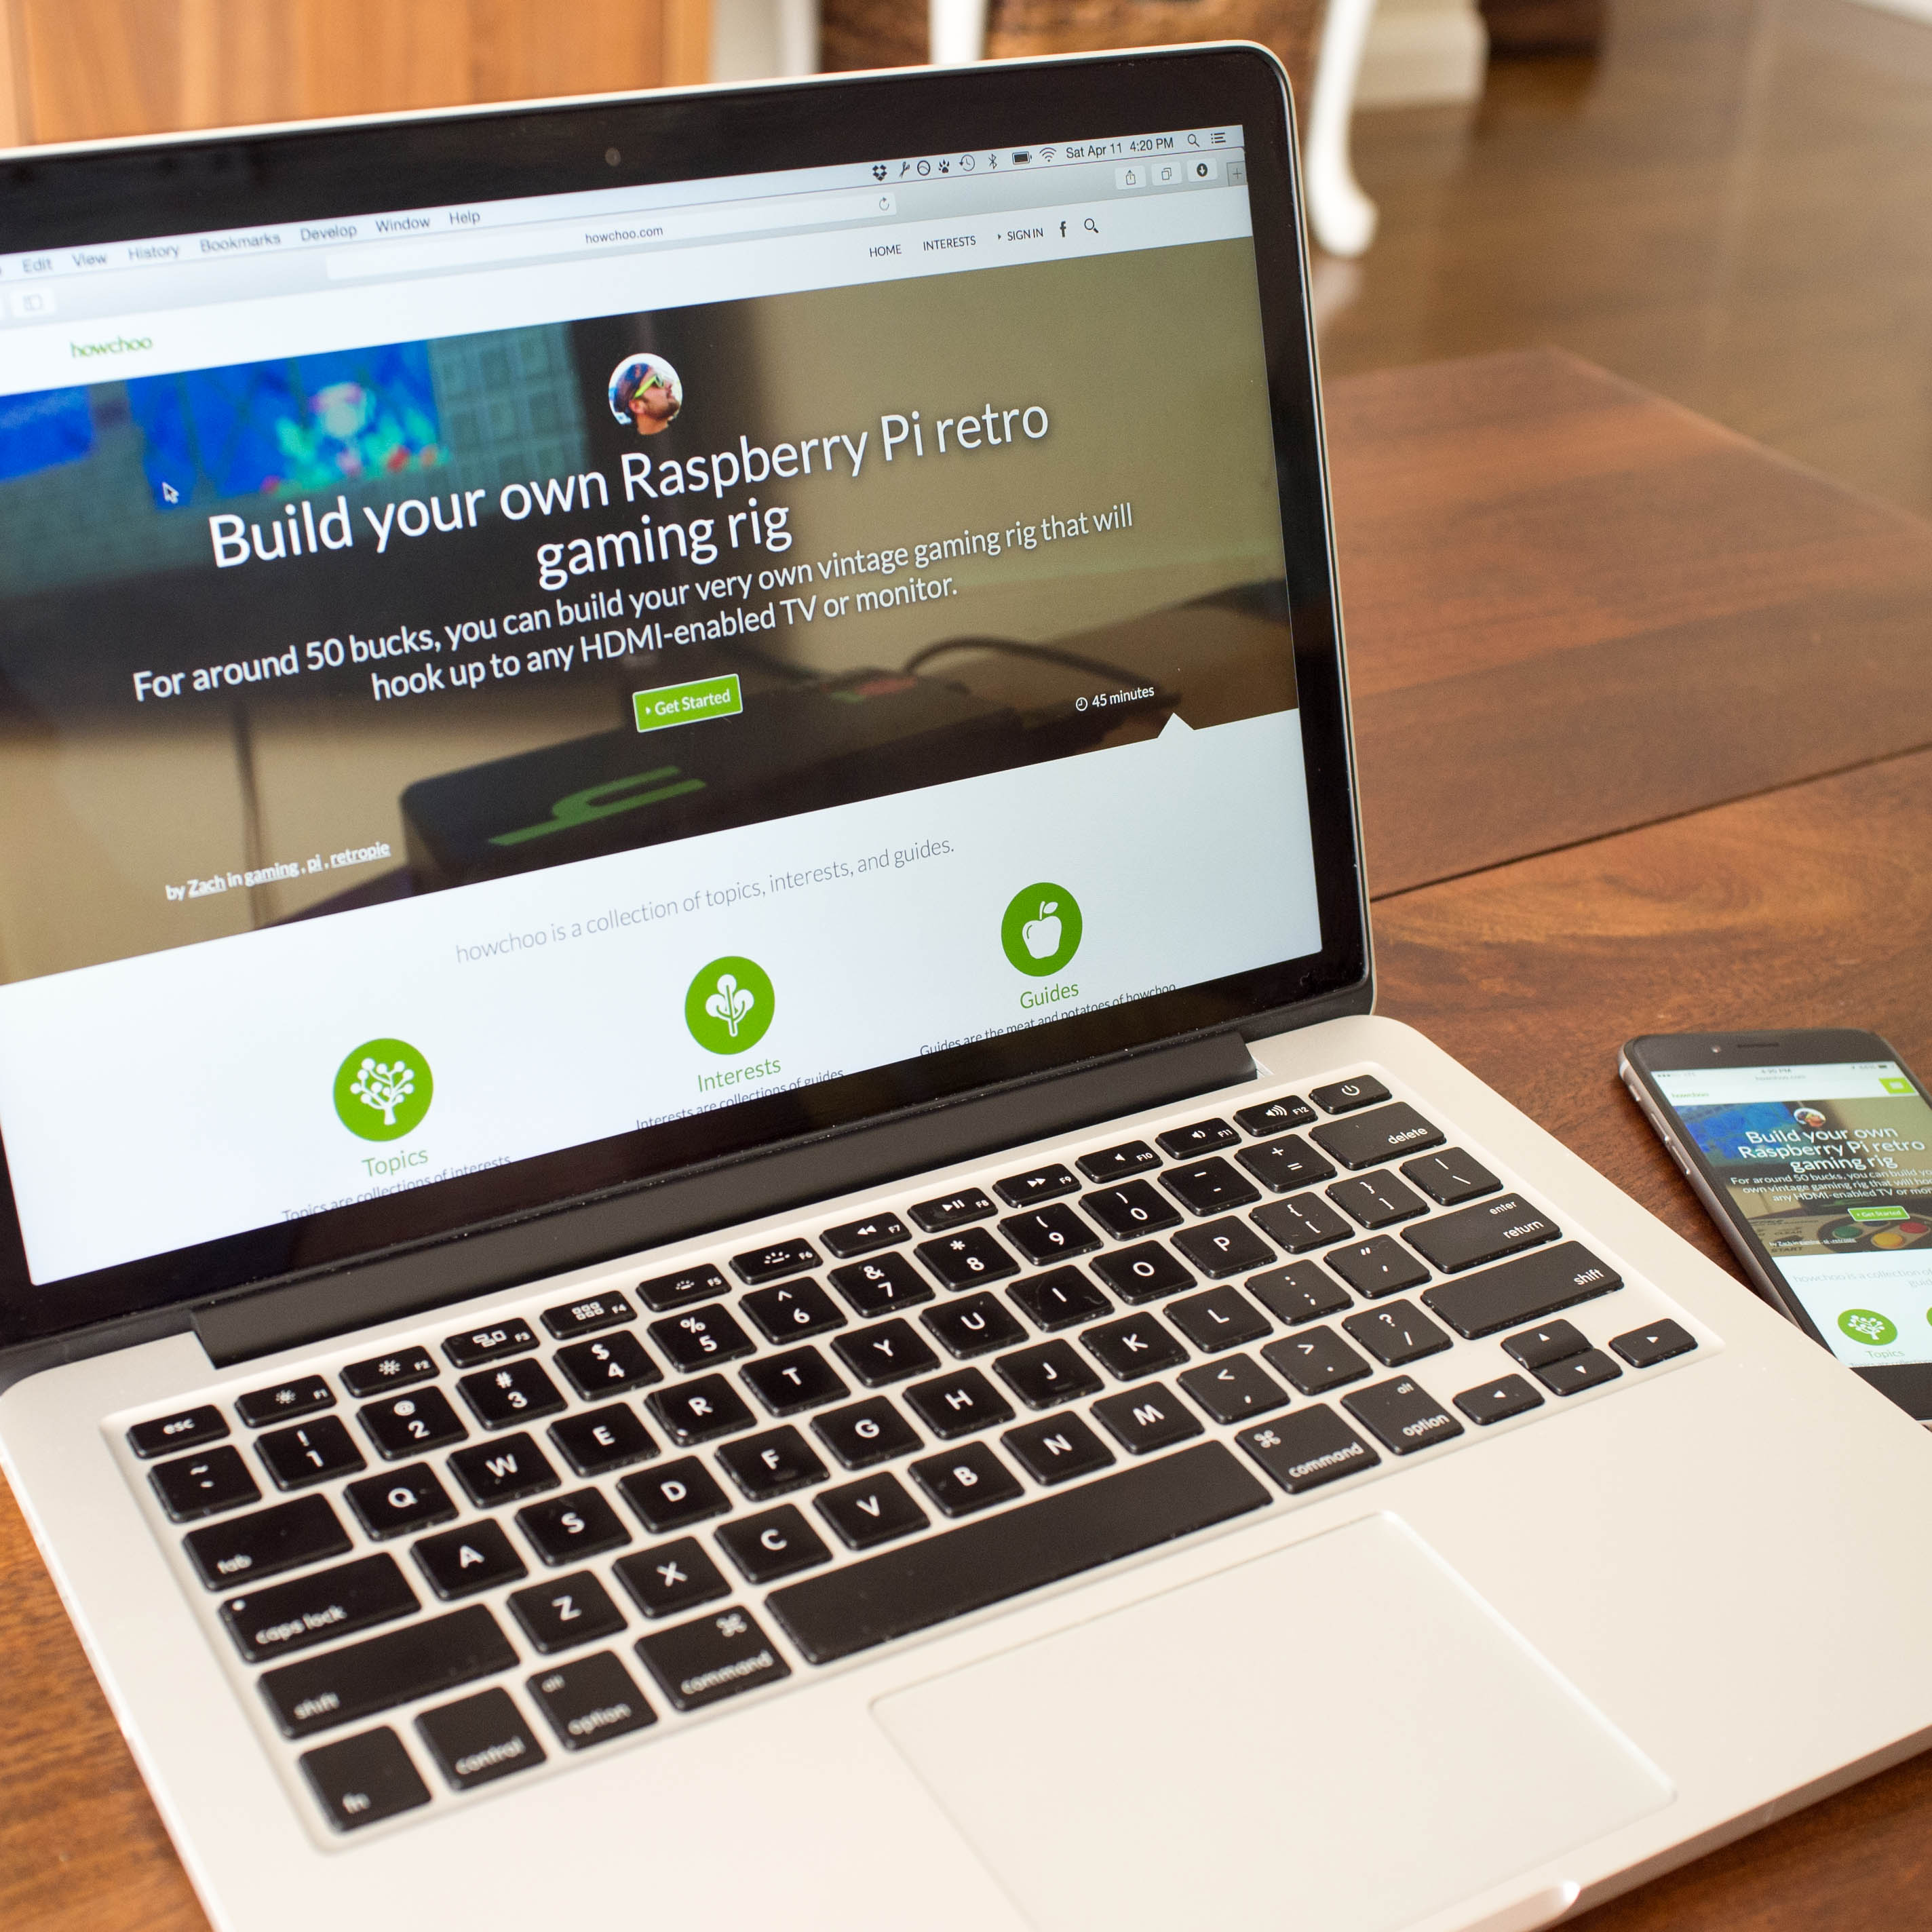 Sat Apr 11 4:20 PM
Edit View History Bookmarks Develop Window Help
howchoo.com
HOME INTERESTS SIGN IN f
howchoo
Build your own Raspberry Pi retro
gaming rig
For around 50 bucks, you can build your very own vintage gaming rig that will
hook up to any HDMI-enabled TV or monitor.
Get Started
45 minutes
by Zach in gaming , pi , retropie
howchoo is a collection of topics, interests, and guides.
Guides
Guides are the meat and potatoes of howchoo
Interests
Interests are collections of guides
Topics
Topics are collections of interests
esc F1 F2 F3 F4 F5 F6 F7 F8 F9 F10 F11 F12
~ ! 1 @ 2 # 3 $ 4 % 5 ^ 6 & 7 * 8 ( 9 ) 0 _ - + = delete
tab Q W E R T Y U I O P { [ } ] | \
caps lock A S D F G H J K L : ; " ' enter return
shift Z X C V B N M < , > . ? / shift
fn control alt option ⌘ command ⌘ command alt option
howchoo.com
howchoo
Build your own
Raspberry Pi retro
gaming rig
For around 50 bucks, you can build
own vintage gaming rig that will
any HDMI-enabled TV or
Get Started
howchoo is a collection
Topics